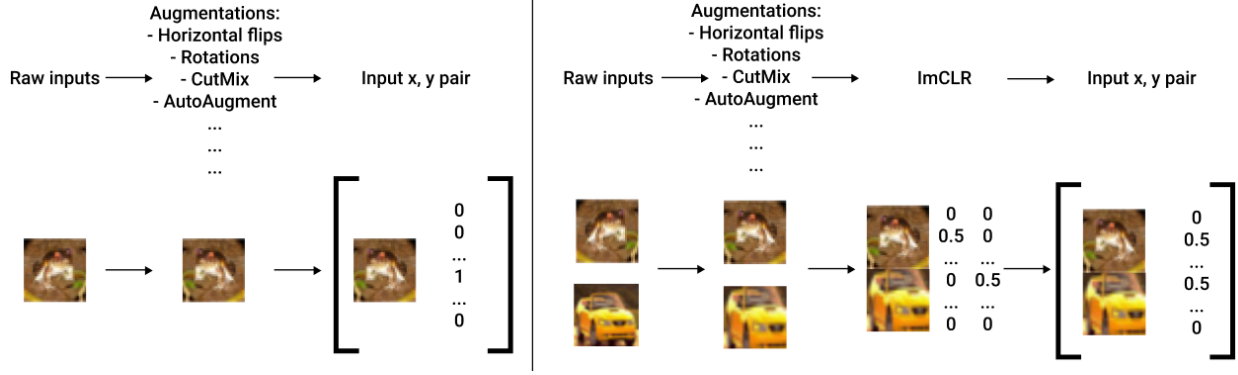 Augmentations:
- Horizontal flips
- Rotations
Raw inputs
- CutMix
Input x, y pair
- AutoAugment
...
...
...
0
0
...
1
...
0
Augmentations:
- Horizontal flips
- Rotations
Raw inputs
- CutMix
ImCLR
Input x, y pair
- AutoAugment
...
...
...
0 0
0.5 0
... ...
0 0.5
... ...
0 0
0
0.5
...
0.5
...
0